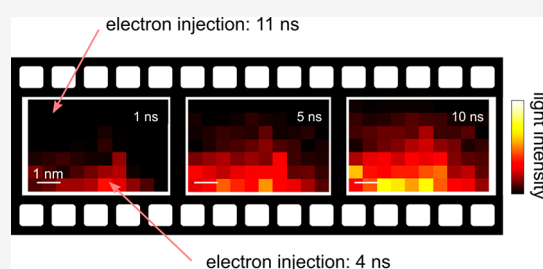 electron injection: 11 ns
1 ns
5 ns
10 ns
1 nm
light intensity
electron injection: 4 ns